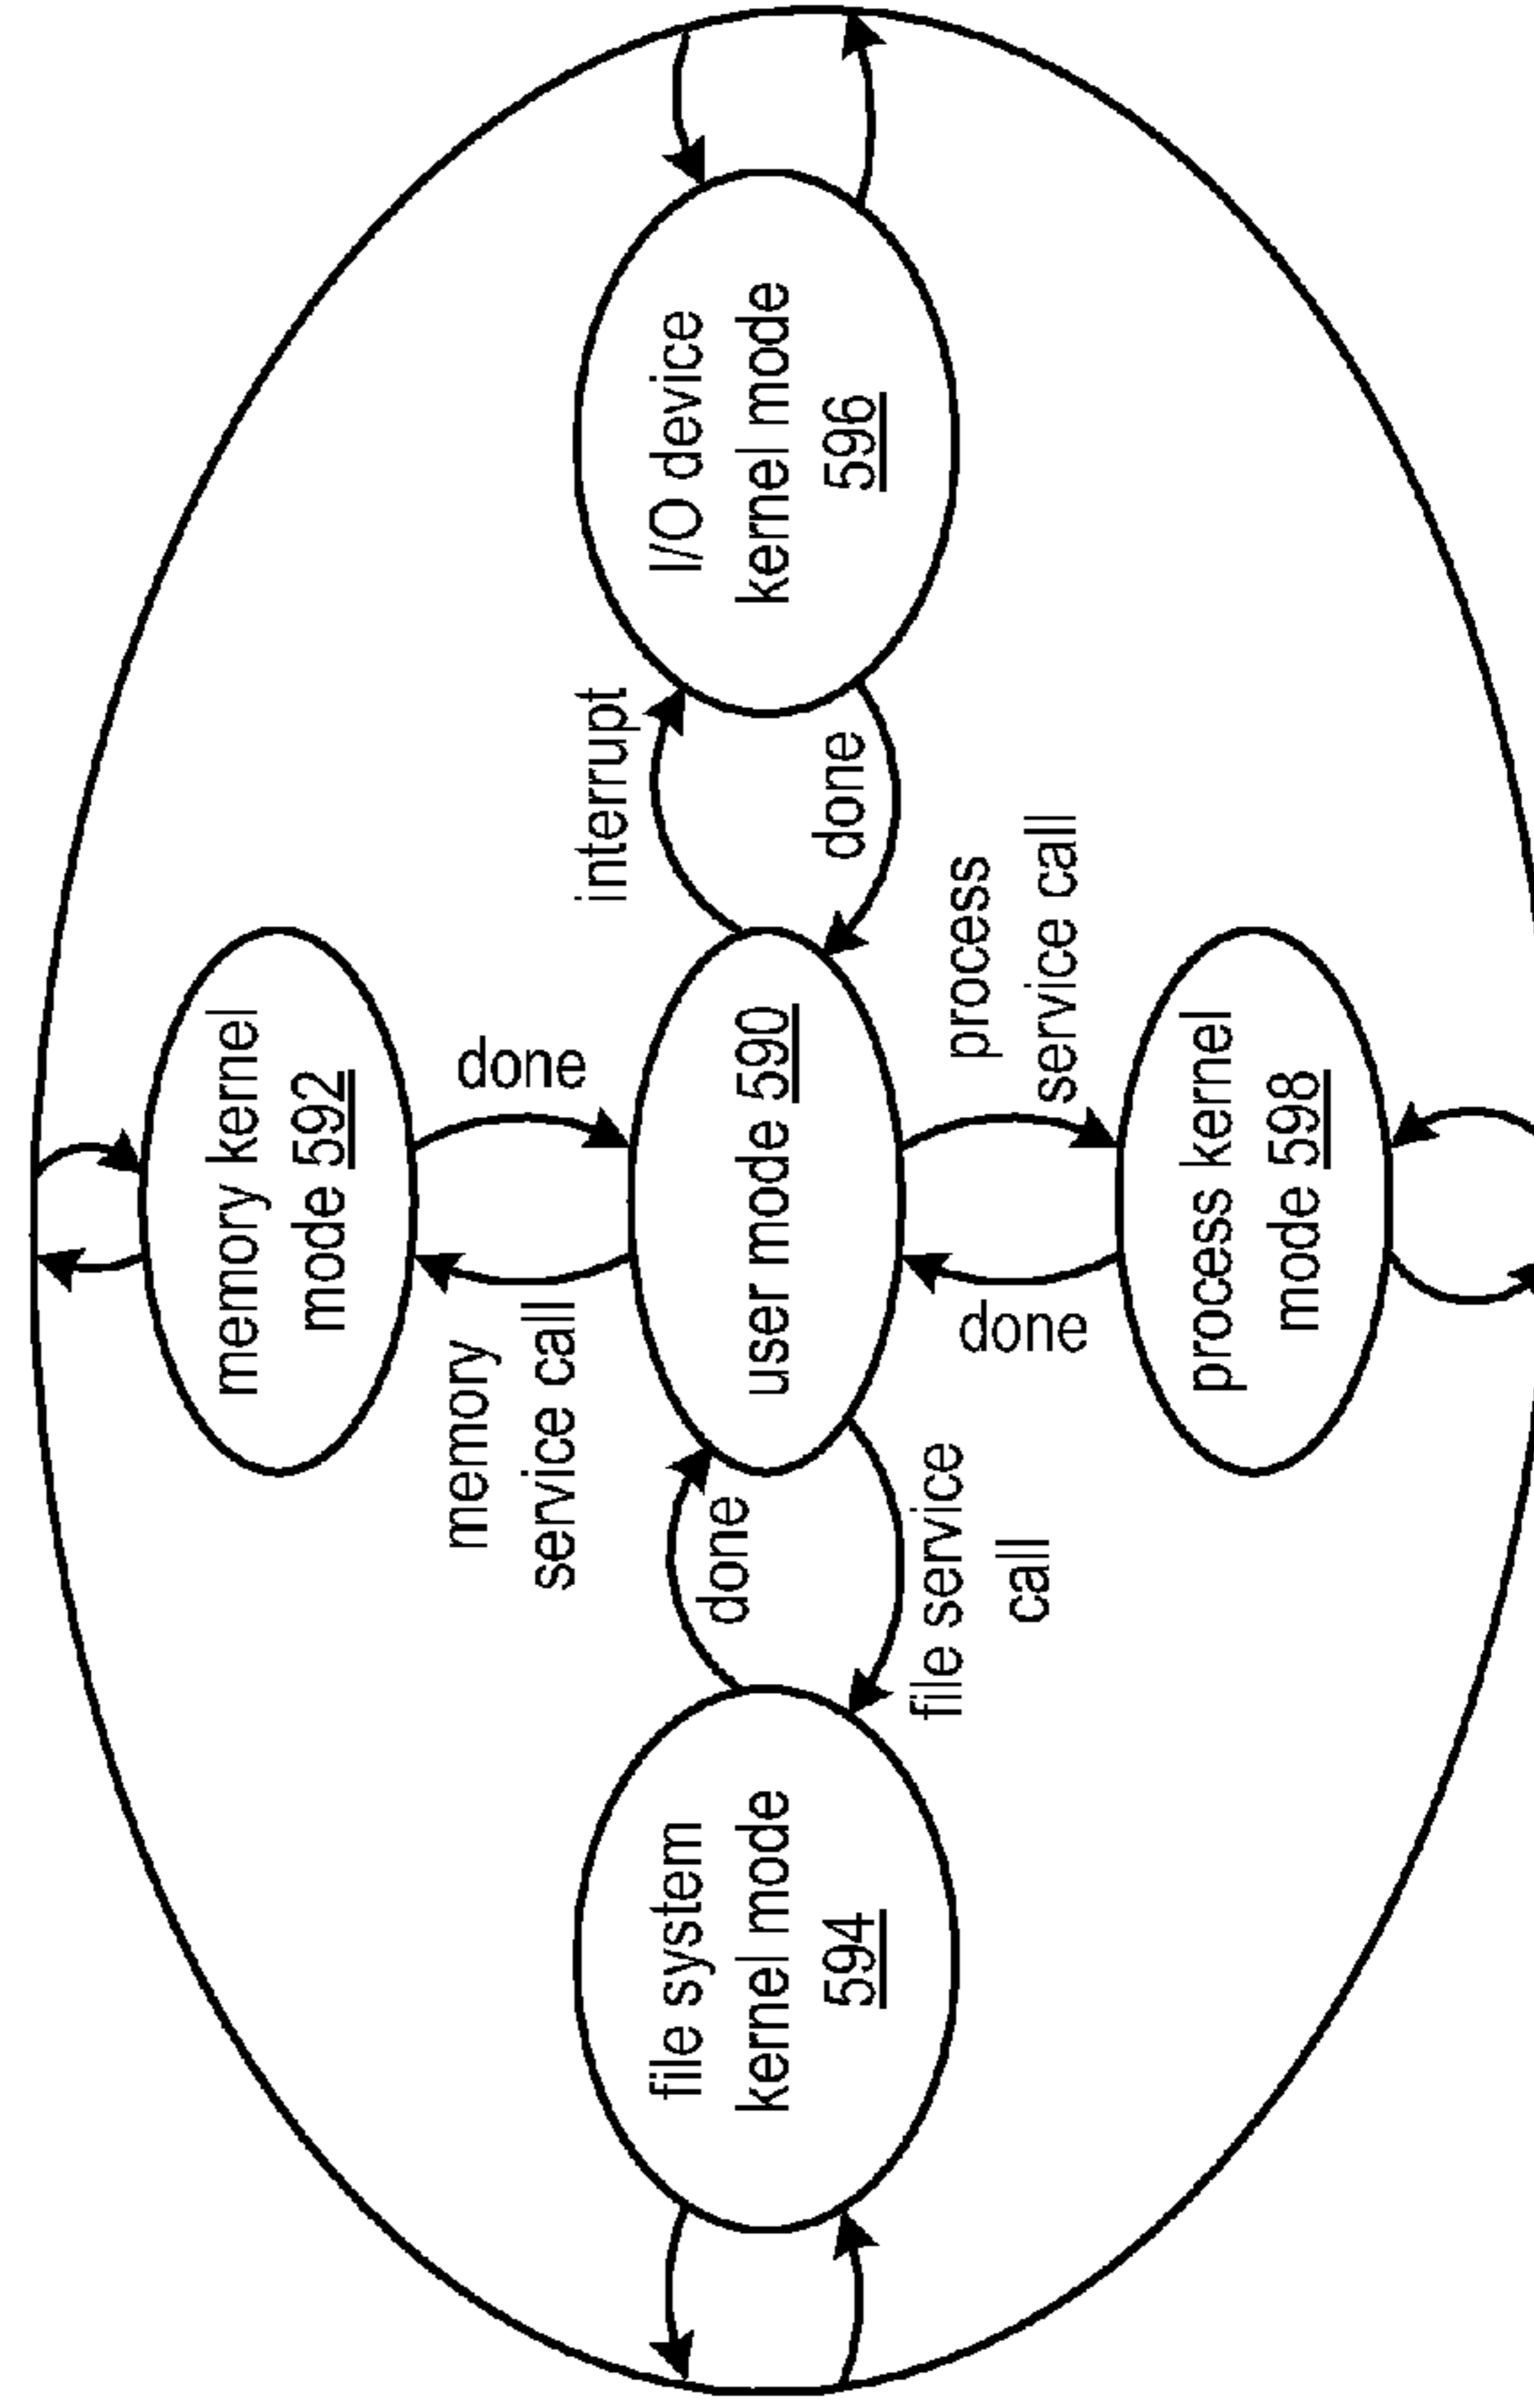 memory kernel
mode 592
done
memory
service call
file system
kernel mode
594
done
file service
call
user mode 590
interrupt
done
I/O device
kernel mode
596
process
service call
done
process kernel
mode 598